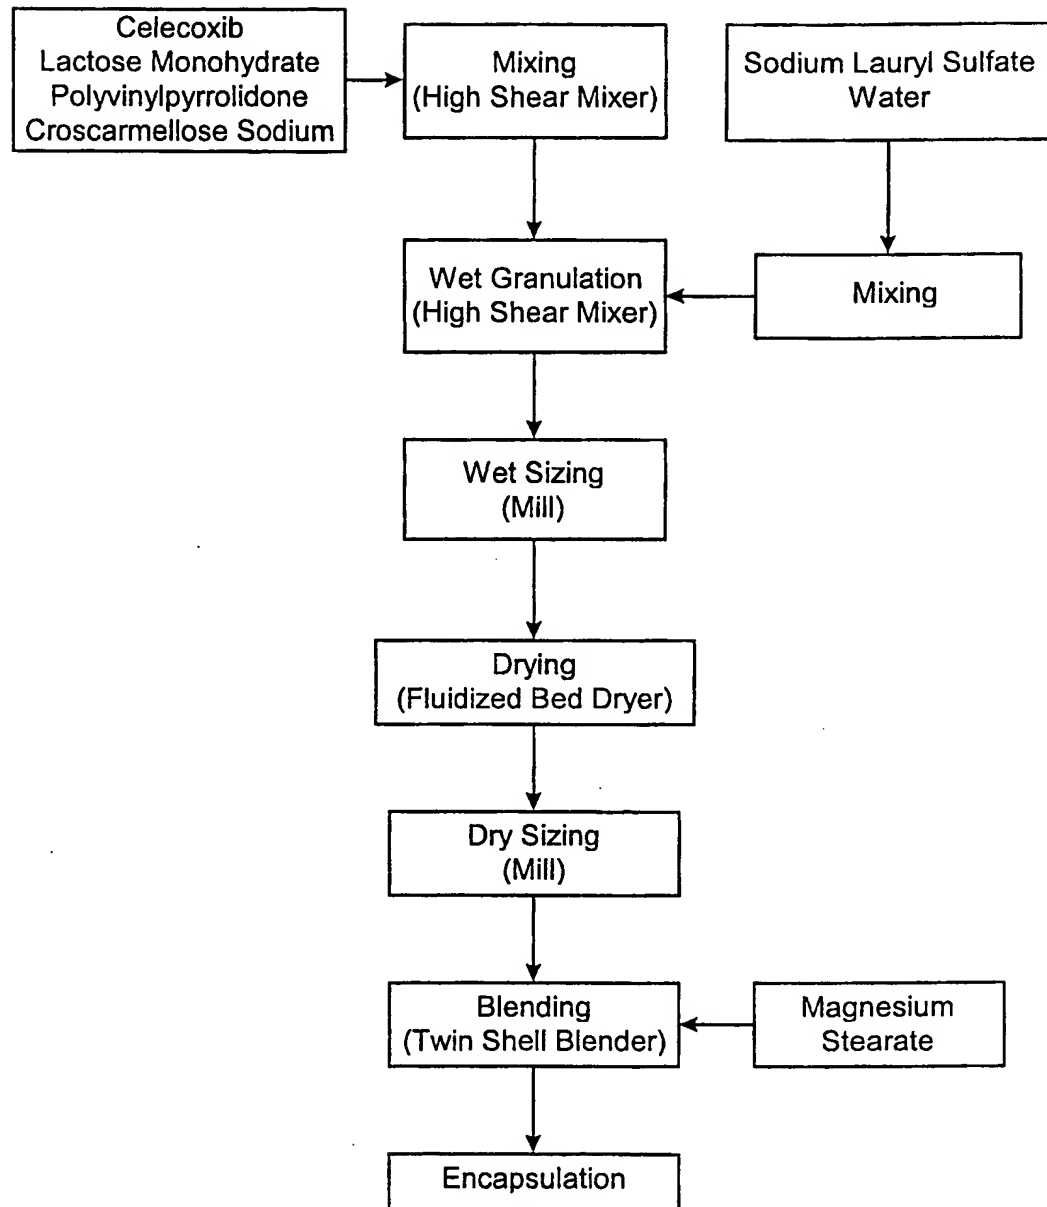 Celecoxib
Lactose Monohydrate
Polyvinylpyrrolidone
Croscarmellose Sodium
Mixing
(High Shear Mixer)
Sodium Lauryl Sulfate
Water
Wet Granulation
(High Shear Mixer)
Mixing
Wet Sizing
(Mill)
Drying
(Fluidized Bed Dryer)
Dry Sizing
(Mill)
Blending
(Twin Shell Blender)
Magnesium
Stearate
Encapsulation